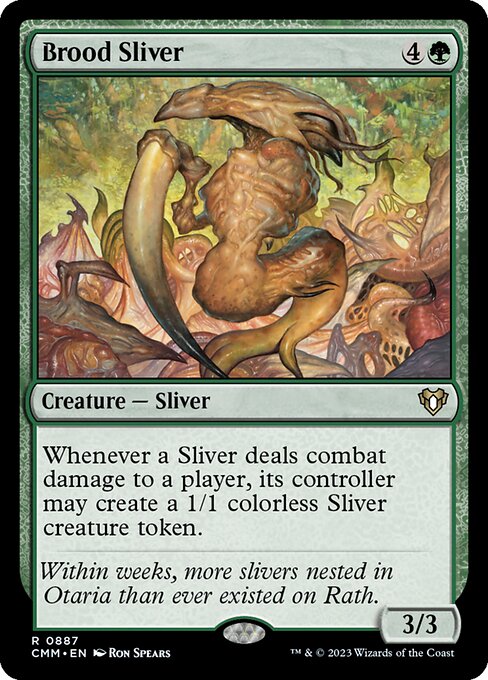 Brood Sliver 4
Creature — Sliver
Whenever a Sliver deals combat
damage to a player, its controller
may create a 1/1 colorless Sliver
creature token.
Within weeks, more slivers nested in
Otaria than ever existed on Rath.
3/3
R 0887
CMM • EN Ron Spears
™ & © 2023 Wizards of the Coast